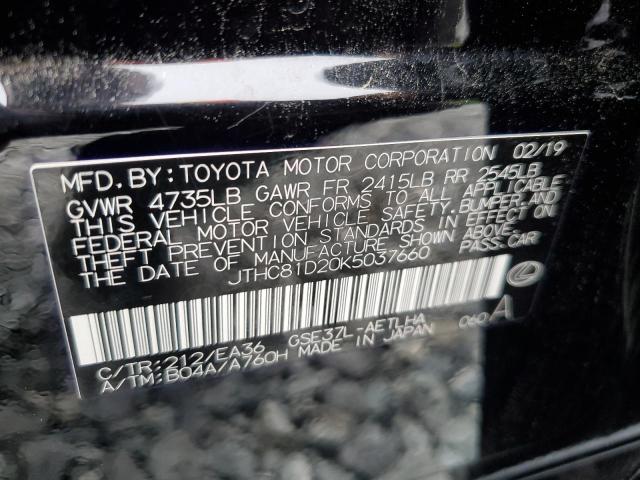 MFD. BY: TOYOTA MOTOR CORPORATION 02/19
GVWR 4735LB GAWR FR 2415LB RR 2545LB
THIS VEHICLE CONFORMS TO ALL APPLICABLE
FEDERAL MOTOR VEHICLE SAFETY, BUMPER, AND
THEFT PREVENTION STANDARDS IN EFFECT ON
THE DATE OF MANUFACTURE SHOWN ABOVE.
JTHC81D20K5037660 PASS. CAR
C/TR: 212/EA36 GSE37L-AETLHA 060 A
A/TM: B04A/A760H MADE IN JAPAN